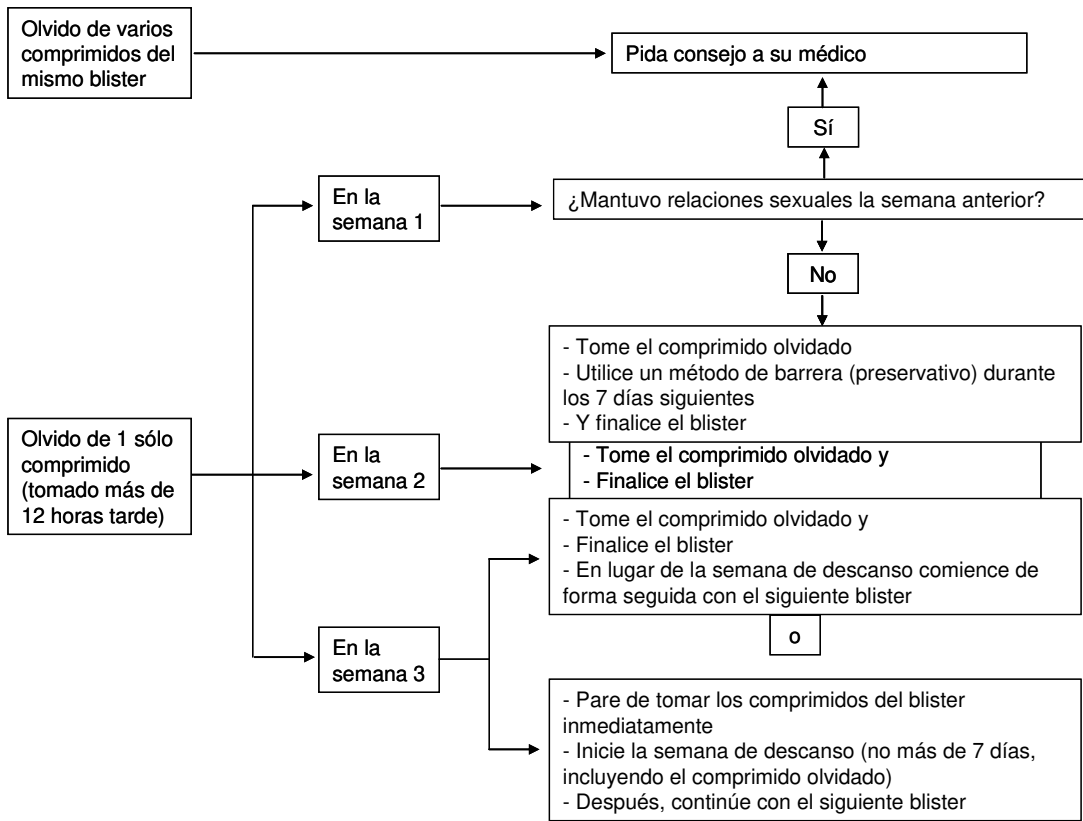 Olvido de varios
comprimidos del
mismo blister
Pida consejo a su médico
Sí
En la
semana 1
¿Mantuvo relaciones sexuales la semana anterior?
No
- Tome el comprimido olvidado
- Utilice un método de barrera (preservativo) durante
los 7 días siguientes
- Y finalice el blister
Olvido de 1 sólo
comprimido
(tomado más de
12 horas tarde)
En la
semana 2
- Tome el comprimido olvidado y
- Finalice el blister
- Tome el comprimido olvidado y
- Finalice el blister
- En lugar de la semana de descanso comience de
forma seguida con el siguiente blister
o
En la
semana 3
- Pare de tomar los comprimidos del blister
inmediatamente
- Inicie la semana de descanso (no más de 7 días,
incluyendo el comprimido olvidado)
- Después, continúe con el siguiente blister